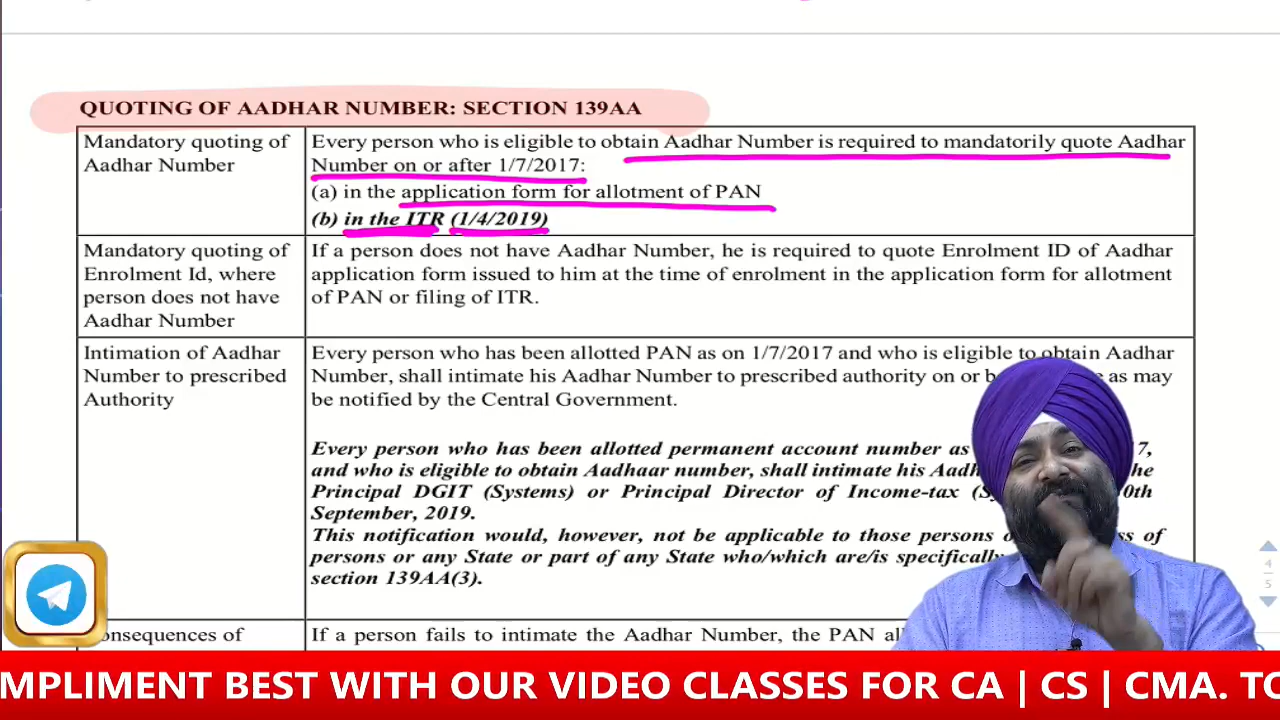 QUOTING OF AADHAR NUMBER: SECTION 139AA
Mandatory quoting of
Aadhar Number
Every person who is eligible to obtain Aadhar Number is required to mandatorily quote Aadhar
Number on or after 1/7/2017:
(a) in the application form for allotment of PAN
(b) in the ITR (1/4/2019)
Mandatory quoting of
Enrolment Id, where
person does not have
Aadhar Number
If a person does not have Aadhar Number, he is required to quote Enrolment ID of Aadhar
application form issued to him at the time of enrolment in the application form for allotment
of PAN or filing of ITR.
Intimation of Aadhar
Number to prescribed
Authority
Every person who has been allotted PAN as on 1/7/2017 and who is eligible to obtain Aadhar
Number, shall intimate his Aadhar Number to prescribed authority on or as may
be notified by the Central Government.
Every person who has been allotted permanent account number as 7,
and who is eligible to obtain Aadhaar number, shall intimate his
Principal DGIT (Systems) or Principal Director of Income-tax
September, 2019.
This notification would, however, not be applicable to those persons of
persons or any State or part of any State who/which are/is specifically
section 139AA(3).
onsequences of
If a person fails to intimate the Aadhar Number, the PAN
4
5
MPLIMENT BEST WITH OUR VIDEO CLASSES FOR CA | CS | CMA. TO